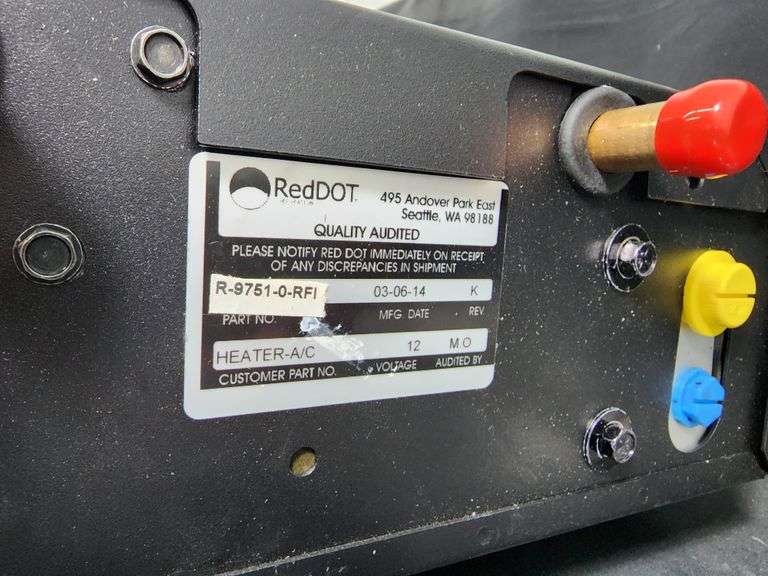 RedDOT
495 Andover Park East
Seattle, WA 98188
QUALITY AUDITED
PLEASE NOTIFY RED DOT IMMEDIATELY ON RECEIPT
OF ANY DISCREPANCIES IN SHIPMENT
R-9751-0-RFI 03-06-14 K
PART NO. MFG. DATE REV.
HEATER-A/C 12 M.O
CUSTOMER PART NO. VOLTAGE AUDITED BY